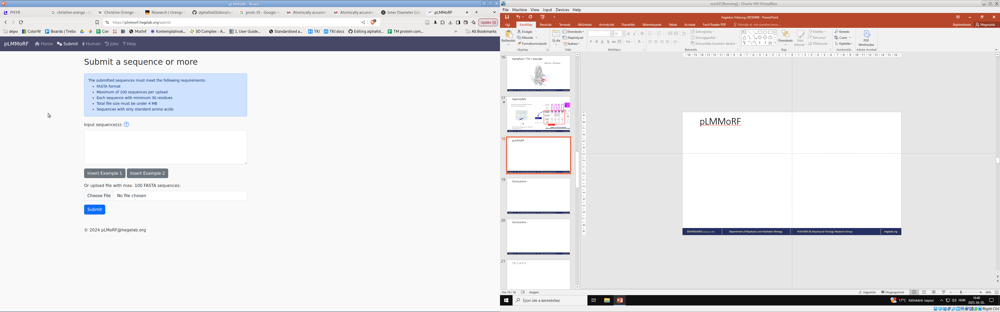 pLMMoRF - Brave
PNYR
christine orengo - G
Christine Orengo - 
Research | Orengo
alphafold3/docs/out
prost-t5 - Google-k
Atomically accurate
Atomically accurate
Inner Diameter Calc
pLMMoRF
https://plmmorf.hegelab.org/submit
Update
depo
ColorW
Boards | Trello
Cov
MutInf
Kontemplatívok...
3D Complex - A...
1. User Guide...
Standardised a...
TKI
TKI docs
Editing alphafol...
TM protein com...
All Bookmarks
pLMMoRF
Home
Submit
Human
Jobs
Help
Submit a sequence or more
The submitted sequences must meet the following requirements:
• FASTA format
• Maximum of 100 sequences per upload
• Each sequence with minimum 30 residues
• Total file size must be under 4 MB
• Sequences with only standard amino acids
Input sequence(s):
Insert Example 1
Insert Example 2
Or upload file with max. 100 FASTA sequences:
Choose File No file chosen
Submit
© 2024 pLMoRF@hegelab.org
win10 [Running] - Oracle VM VirtualBox
File Machine View Input Devices Help
hegedus-fribourg-20250408 - PowerPoint
Fájl Kezdőlap Beszúrás Tervezés Áttűnések Animációk Diavetítés Véleményezés Nézet Acrobat Foxit Reader PDF Mondja el, mit szeretne tenni... Bejelentkezés Megosztás
Beillesztés
Kivágás
Másolás
Formátummásoló
Vágólap
Új dia
Elrendezés
Alaphelyzet
Szakasz
Diák
14
Betűtípus
Szövegirány
Szövegigazítás
Konvertálás SmartArt-ábrává
Bekezdés
Elrendezés
Kész stílusok
Kitöltés
Körvonal
Effektusok
Rajz
Keresés
Csere
Kijelölés
Szerkesztés
PDF létrehozása
Adobe Acrobat
16
AlphaFold – TM – disorder
17
MemMoRFs
18
pLMMoRF
19
Conclusions I
20
Conclusions I
21
Conclusions
pLMMoRF
SEMMELWEIS University 1769
Department of Biophysics and Radiation Biology
HUN-REN-SE Biophysical Virology Research Group
hegelab.org
Dia 18 / 36
magyar
Jegyzetek
Megjegyzések
66%
Írjon ide a kereséshez
17°C Időnként napos
HUN
16:40
2025. 04. 03.
Right Ctrl